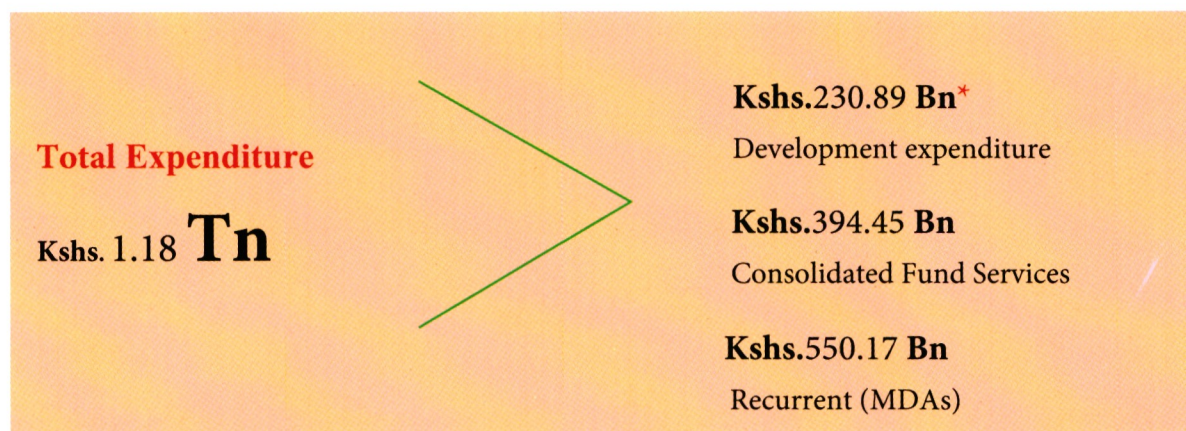 Total Expenditure
Kshs. 1.18 Tn
Kshs.230.89 Bn*
Development expenditure
Kshs.394.45 Bn
Consolidated Fund Services
Kshs.550.17 Bn
Recurrent (MDAs)